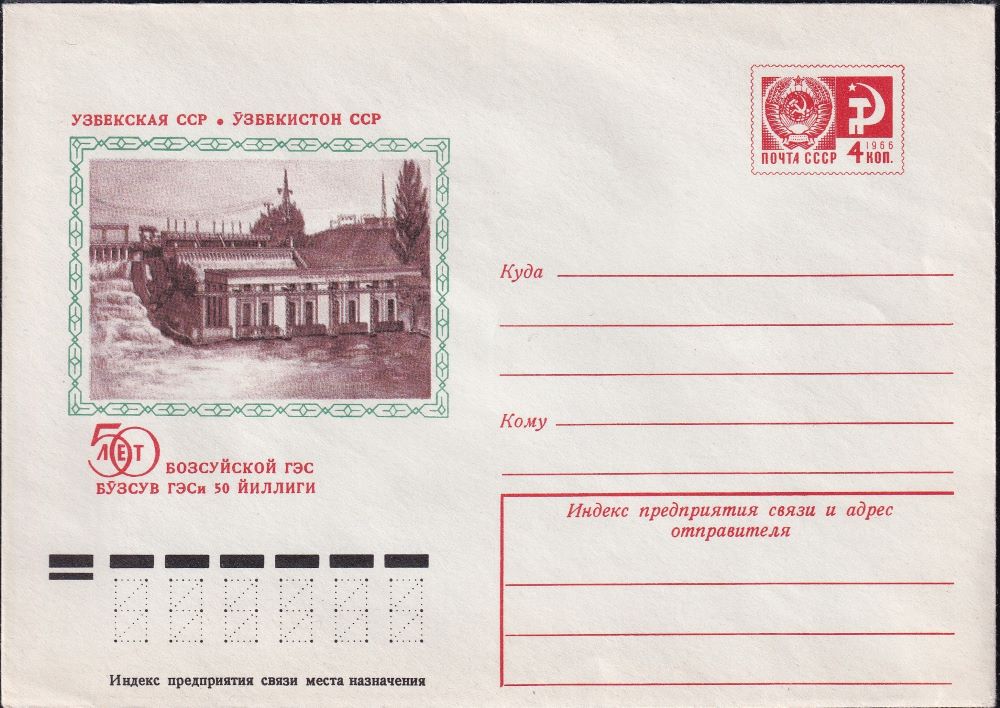 УЗБЕКСКАЯ ССР • ЎЗБЕКИСТОН ССР
ПОЧТА СССР
1966
4 КОП.
Куда
Кому
50 ЛЕТ
БОЗСУЙСКОЙ ГЭС
БЎЗСУВ ГЭСи 50 ЙИЛЛИГИ
Индекс предприятия связи и адрес
отправителя
Индекс предприятия связи места назначения